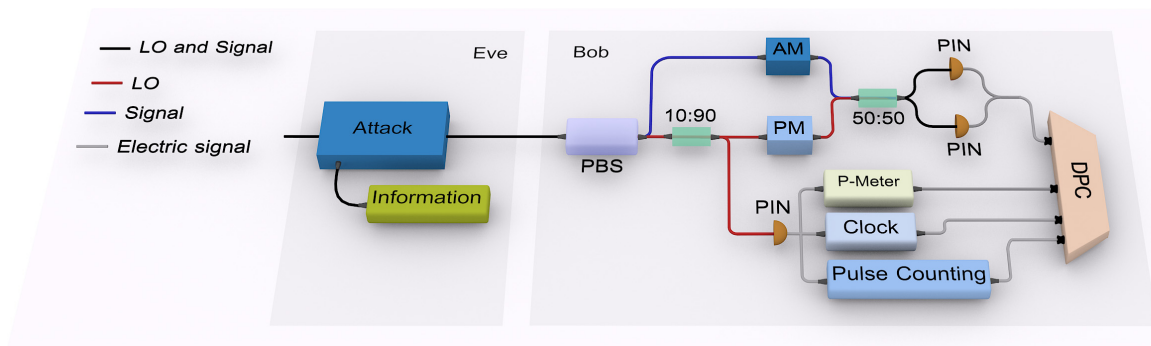 LO and Signal
LO
Signal
Electric signal
Eve
Attack
Information
Bob
PBS
10:90
AM
PM
50:50
PIN
PIN
PIN
P-Meter
Clock
Pulse Counting
DPC